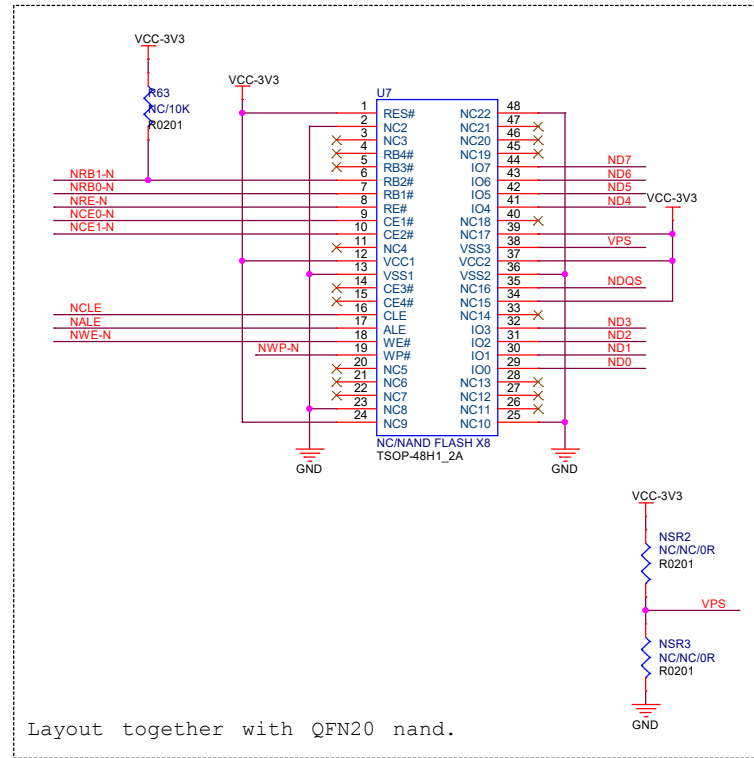 VCC-3V3
R63
NC/10K
R0201
VCC-3V3
U7
1 RES# NC22 48
2 NC2 NC21 47
3 NC3 NC20 46
4 RB4# NC19 45
5 RB3# IO7 44 ND7
NRB1-N 6 RB2# IO6 43 ND6
NRB0-N 7 RB1# IO5 42 ND5
NRE-N 8 RE# IO4 41 ND4
VCC-3V3
NCE0-N 9 CE1# NC18 40
NCE1-N 10 CE2# NC17 39
11 NC4 VSS3 38 VPS
12 VCC1 VCC2 37
13 VSS1 VSS2 36
14 CE3# NC16 35 NDQS
15 CE4# NC15 34
NCLE 16 CLE NC14 33
NALE 17 ALE IO3 32 ND3
NWE-N 18 WE# IO2 31 ND2
NWP-N 19 WP# IO1 30 ND1
20 NC5 IO0 29 ND0
21 NC6 NC13 28
22 NC7 NC12 27
23 NC8 NC11 26
24 NC9 NC10 25
NC/NAND FLASH X8
TSOP-48H1_2A
GND
GND
VCC-3V3
NSR2
NC/NC/0R
R0201
VPS
NSR3
NC/NC/0R
R0201
GND
Layout together with QFN20 nand.